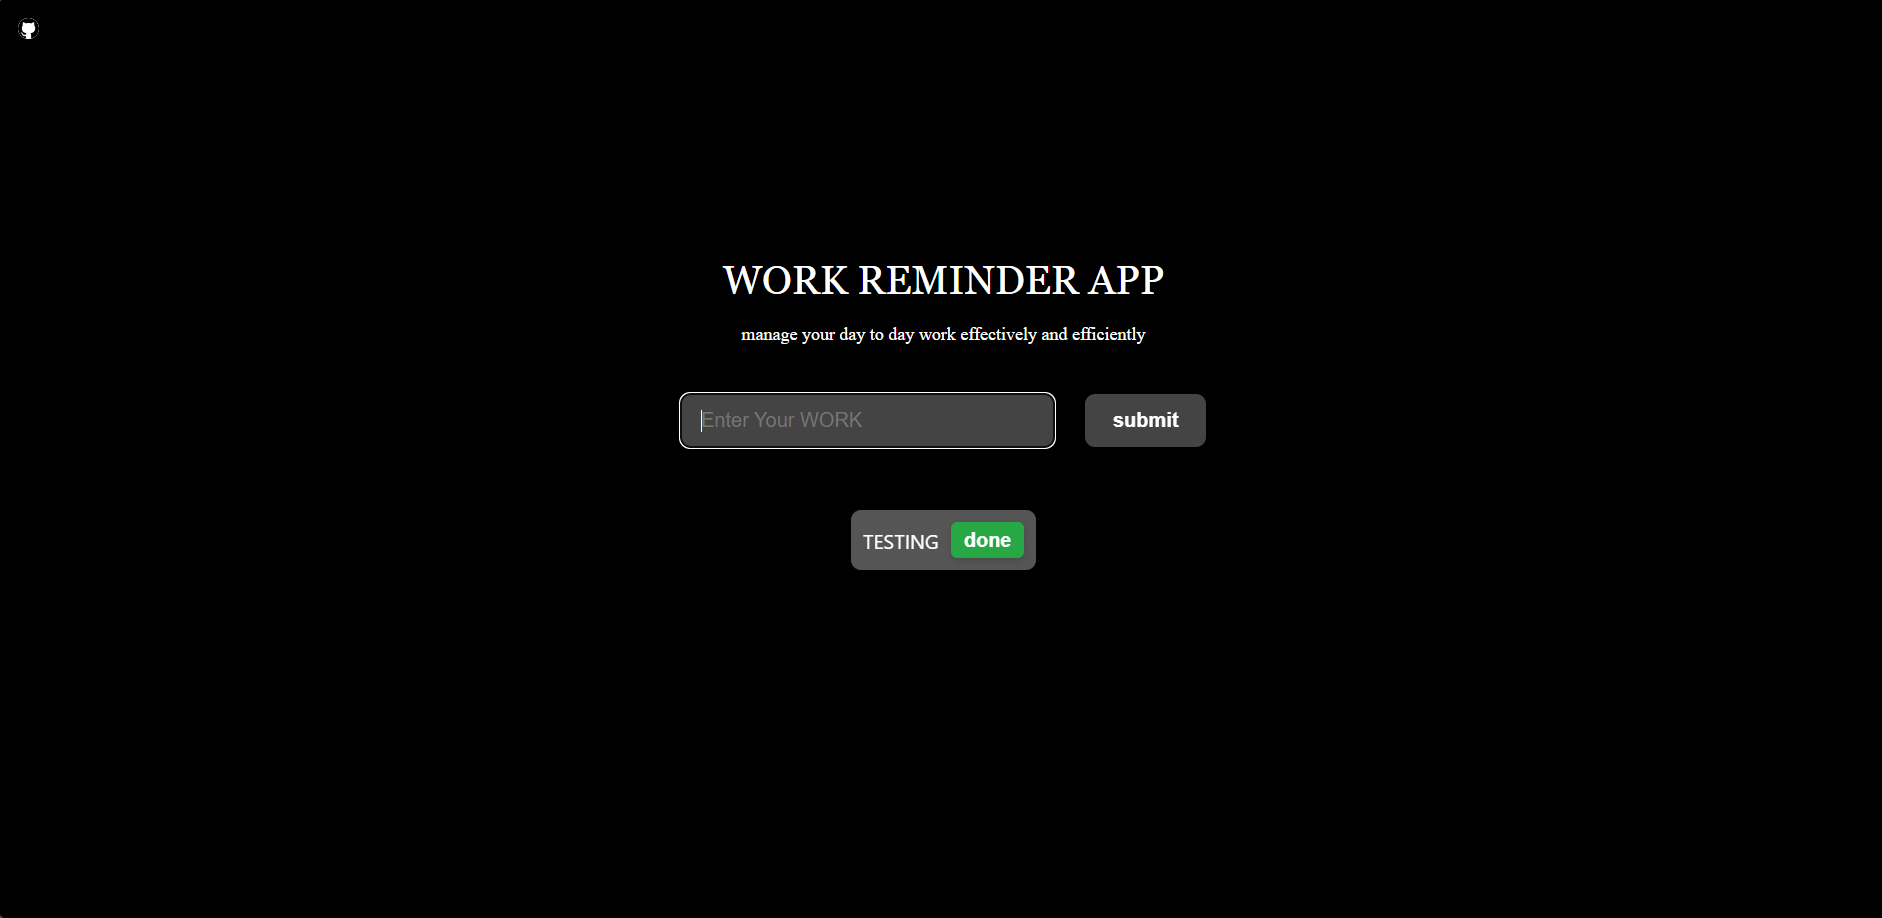 WORK REMINDER APP
manage your day to day work effectively and efficiently
Enter Your WORK
submit
TESTING
done